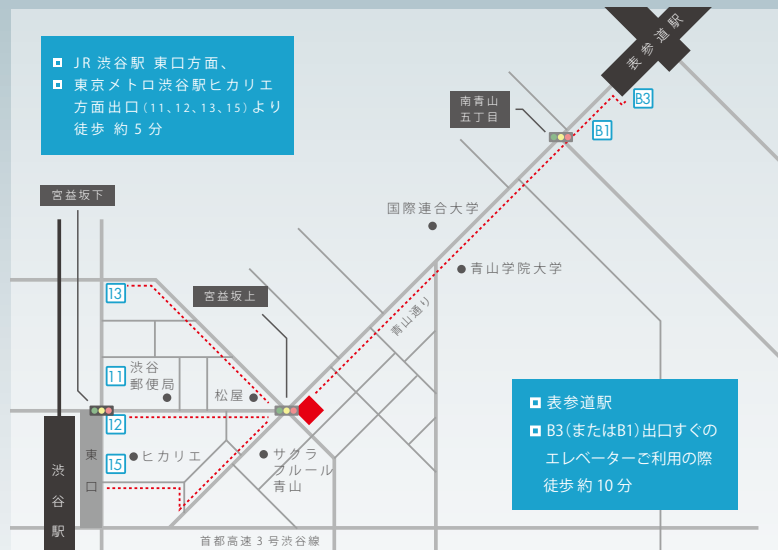 JR 渋谷駅 東口方面、
東京メトロ渋谷駅ヒカリエ
方面出口(11、12、13、15)より
徒歩 約 5 分
表参道駅
B3
B1
南青山
五丁目
宮益坂下
国際連合大学
青山学院大学
13
宮益坂上
青山通り
11
渋谷
郵便局
松屋
12
東口
15
ヒカリエ
サクラ
フルール
青山
渋谷駅
首都高速 3 号渋谷線
表参道駅
B3(またはB1)出口すぐの
エレベーターご利用の際
徒歩 約 10 分